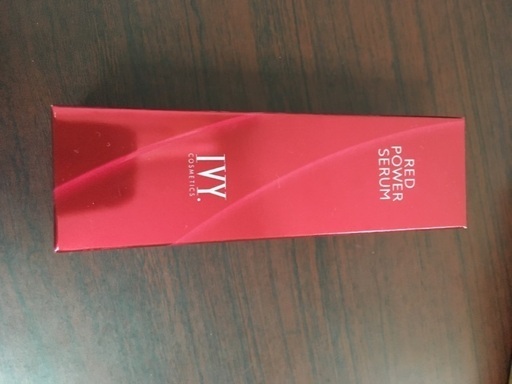 RED
POWER
SERUM
IVY.
COSMETICS